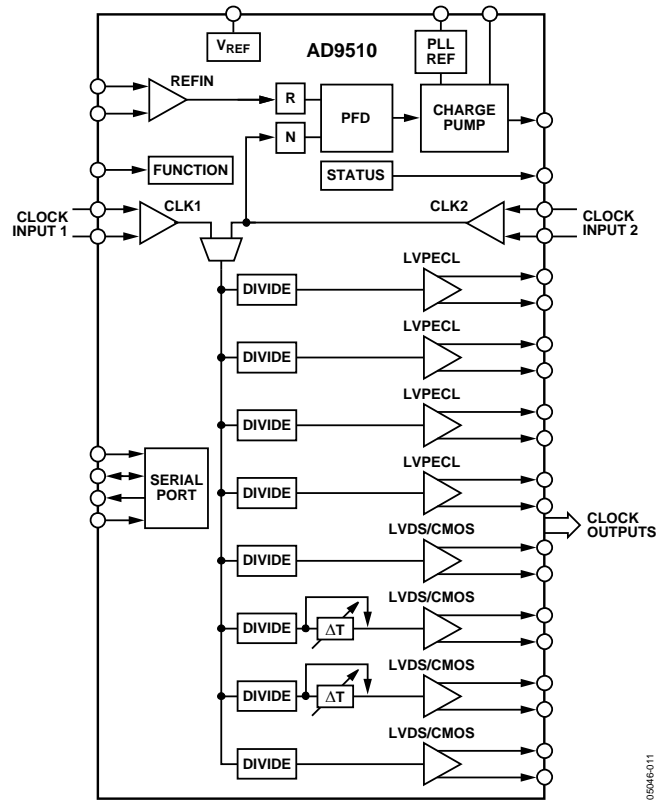 VREF
AD9510
PLL
REF
REFIN
R
PFD
CHARGE
PUMP
N
FUNCTION
STATUS
CLOCK
INPUT 1
CLK1
CLK2
CLOCK
INPUT 2
LVPECL
DIVIDE
LVPECL
DIVIDE
LVPECL
DIVIDE
SERIAL
PORT
LVPECL
DIVIDE
CLOCK
OUTPUTS
LVDS/CMOS
DIVIDE
LVDS/CMOS
DIVIDE
ΔT
LVDS/CMOS
DIVIDE
ΔT
LVDS/CMOS
DIVIDE
05046-011